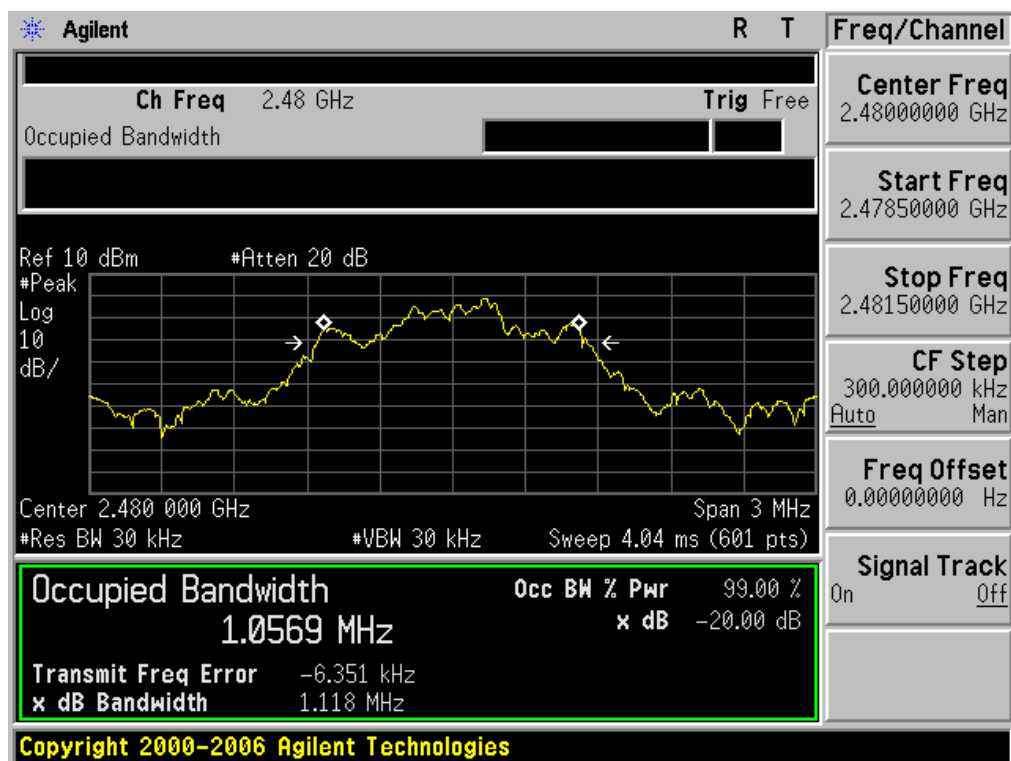 Agilent R T
Ch Freq 2.48 GHz Trig Free
Occupied Bandwidth
Ref 10 dBm #Atten 20 dB
#Peak
Log
10
dB/
Center 2.480 000 GHz Span 3 MHz
#Res BW 30 kHz #VBW 30 kHz Sweep 4.04 ms (601 pts)
Occupied Bandwidth Occ BW % Pwr 99.00 %
1.0569 MHz x dB -20.00 dB
Transmit Freq Error -6.351 kHz
x dB Bandwidth 1.118 MHz
Copyright 2000-2006 Agilent Technologies
Freq/Channel
Center Freq
2.48000000 GHz
Start Freq
2.47850000 GHz
Stop Freq
2.48150000 GHz
CF Step
300.000000 kHz
Auto Man
Freq Offset
0.00000000 Hz
Signal Track
On Off